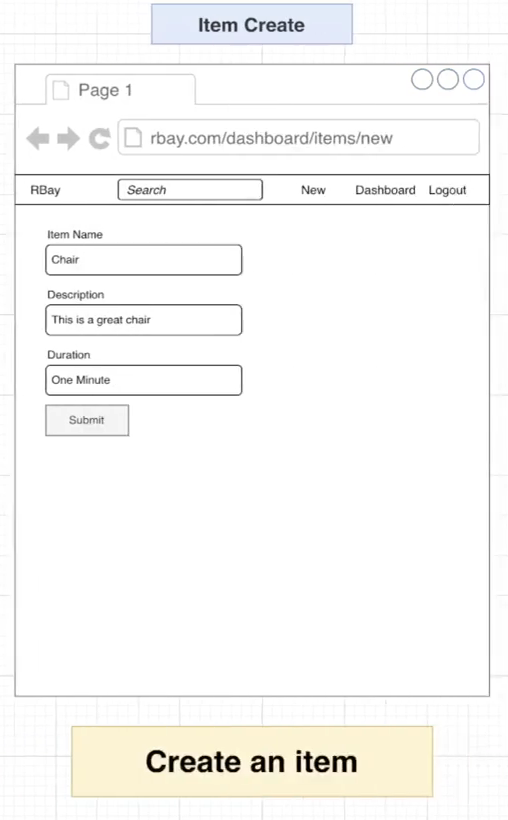 Item Create
Page 1
rbay.com/dashboard/items/new
RBay Search New Dashboard Logout
Item Name
Chair
Description
This is a great chair
Duration
One Minute
Submit
Create an item